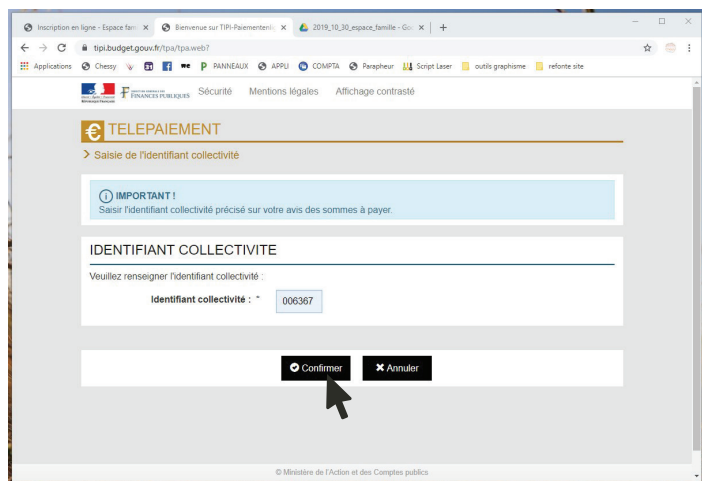 Inscription en ligne - Espace fam
Bienvenue sur TIPI-Paiementenli
2019_10_30_espace_famille - Go
tipi.budget.gouv.fr/tpa/tpa.web?
Applications Chessy 31 PANNEAUX APPLI COMPTA Parapheur Script Laser outils graphisme refonte site
FINANCES PUBLIQUES Sécurité Mentions légales Affichage contrasté
€ TELEPAIEMENT
> Saisie de l'identifiant collectivité
IMPORTANT !
Saisir l'identifiant collectivité précisé sur votre avis des sommes à payer.
IDENTIFIANT COLLECTIVITE
Veuillez renseigner l'identifiant collectivité :
Identifiant collectivité : * 006367
Confirmer Annuler
© Ministère de l'Action et des Comptes publics